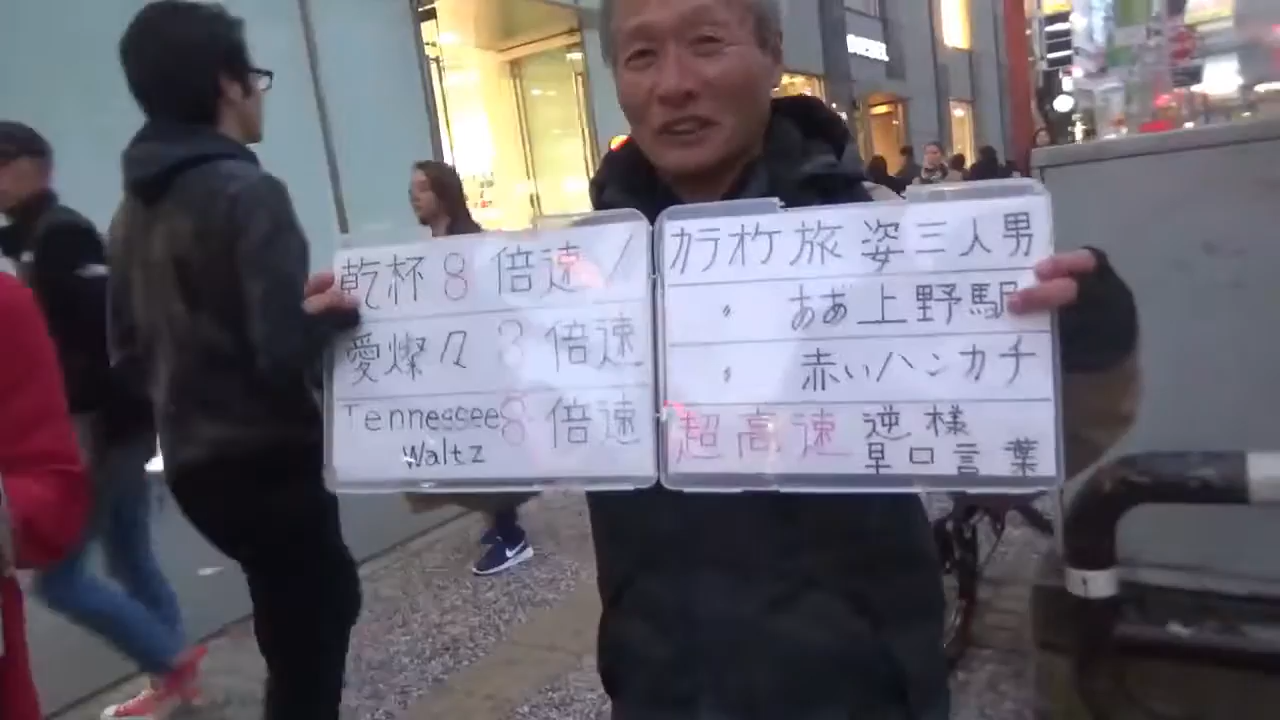 乾杯8倍速
愛燦々3倍速
Tennessee 8倍速
Waltz
カラオケ旅姿三人男
〃 あゝ上野駅
〃 赤いハンカチ
超高速 逆様
早口言葉